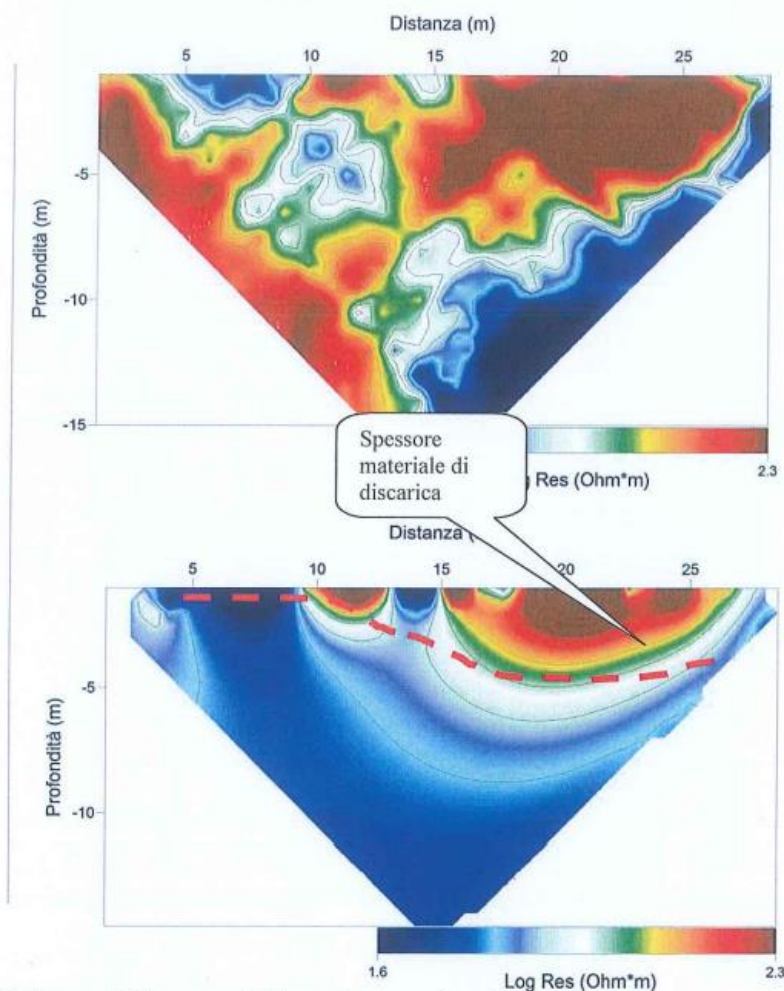 Distanza (m)
5 10 15 20 25
Profondità (m)
-5
-10
-15
2.3
g Res (Ohm*m)
Spessore
materiale di
discarica
Distanza (
5 10 15 20 25
Profondità (m)
-5
-10
1.6 2.3
Log Res (Ohm*m)